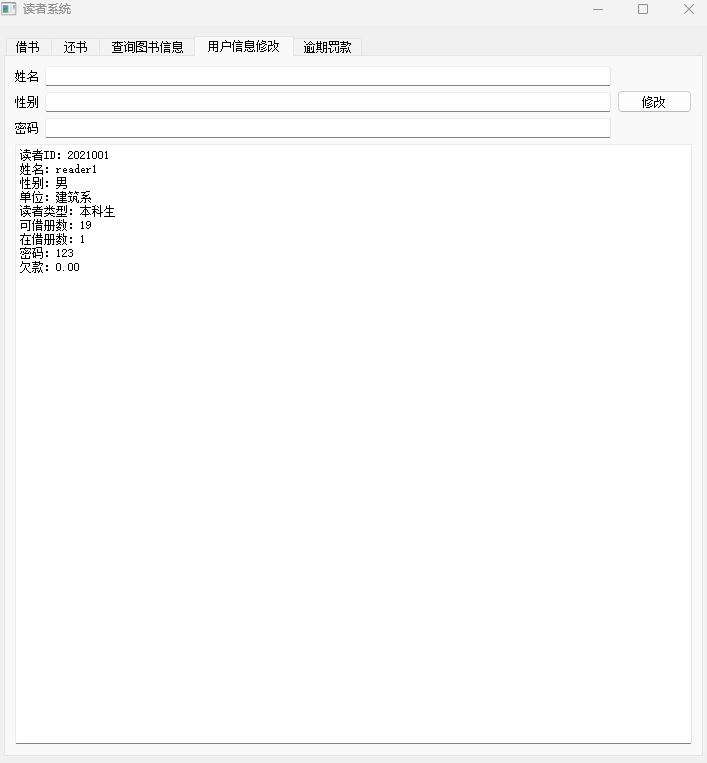 读者系统
借书 还书 查询图书信息 用户信息修改 逾期罚款
姓名
性别 修改
密码
读者ID: 2021001
姓名: reader1
性别: 男
单位: 建筑系
读者类型: 本科生
可借册数: 19
在借册数: 1
密码: 123
欠款: 0.00